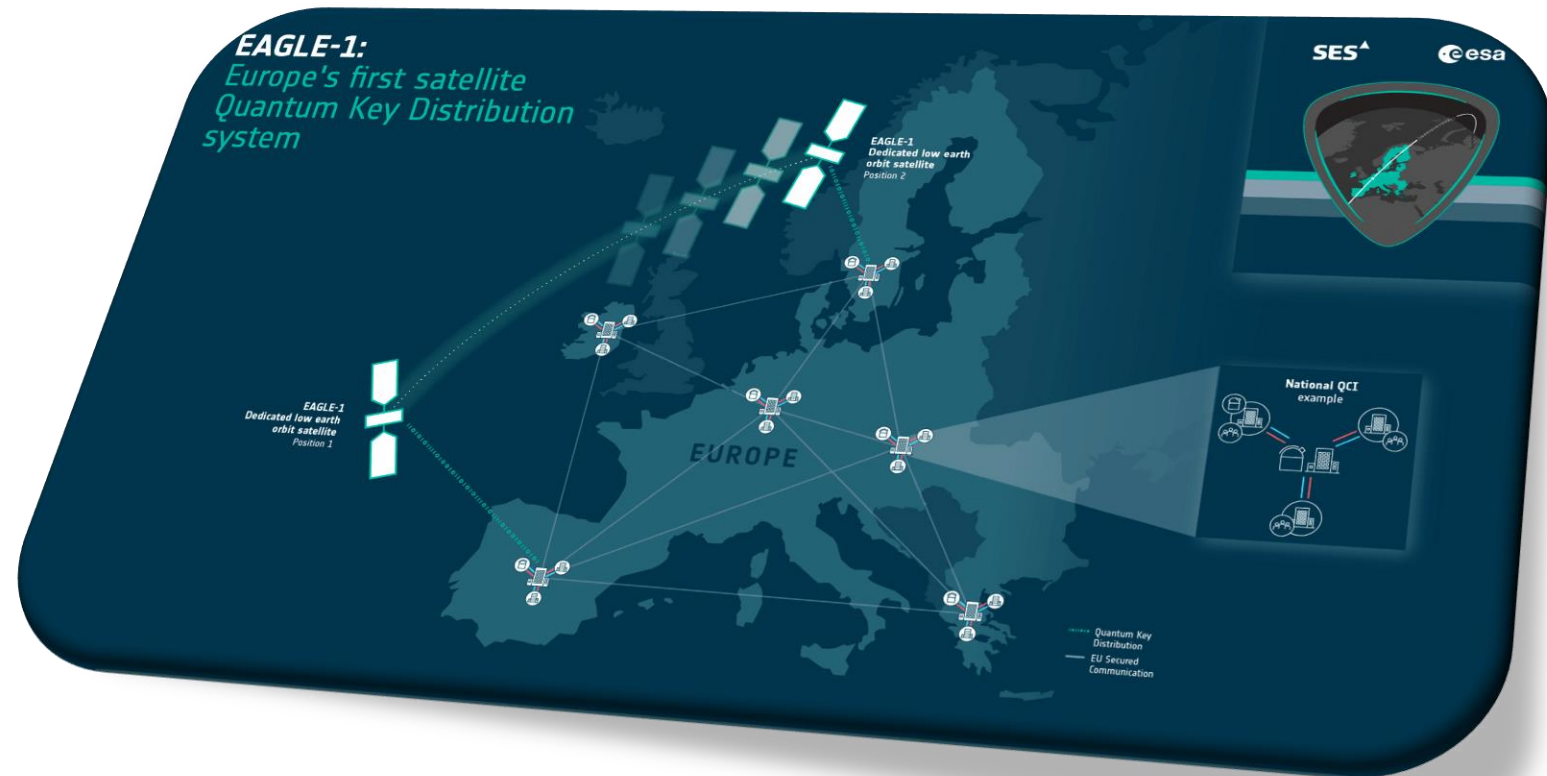 EAGLE-1:
Europe's first satellite
Quantum Key Distribution
system
SES
esa
EAGLE-1
Dedicated low earth
orbit satellite
Position 2
EAGLE-1
Dedicated low earth
orbit satellite
Position 1
EUROPE
National QCI
example
Quantum Key
Distribution
EU Secured
Communication